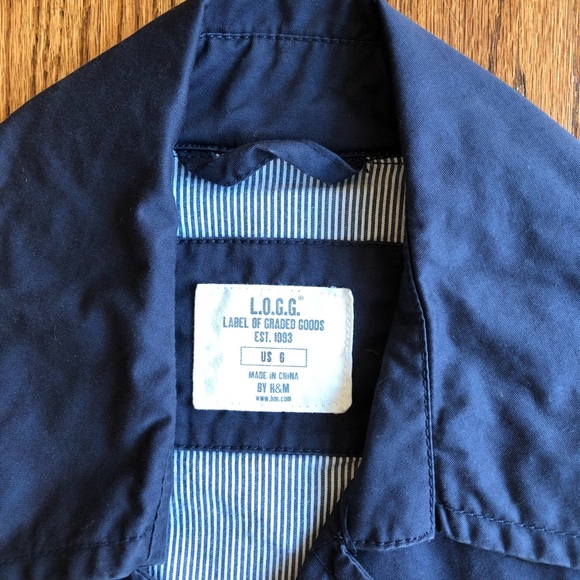 L.O.G.G.®
LABEL OF GRADED GOODS
EST. 1993
US 6
MADE IN CHINA
BY H&M
www.hm.com